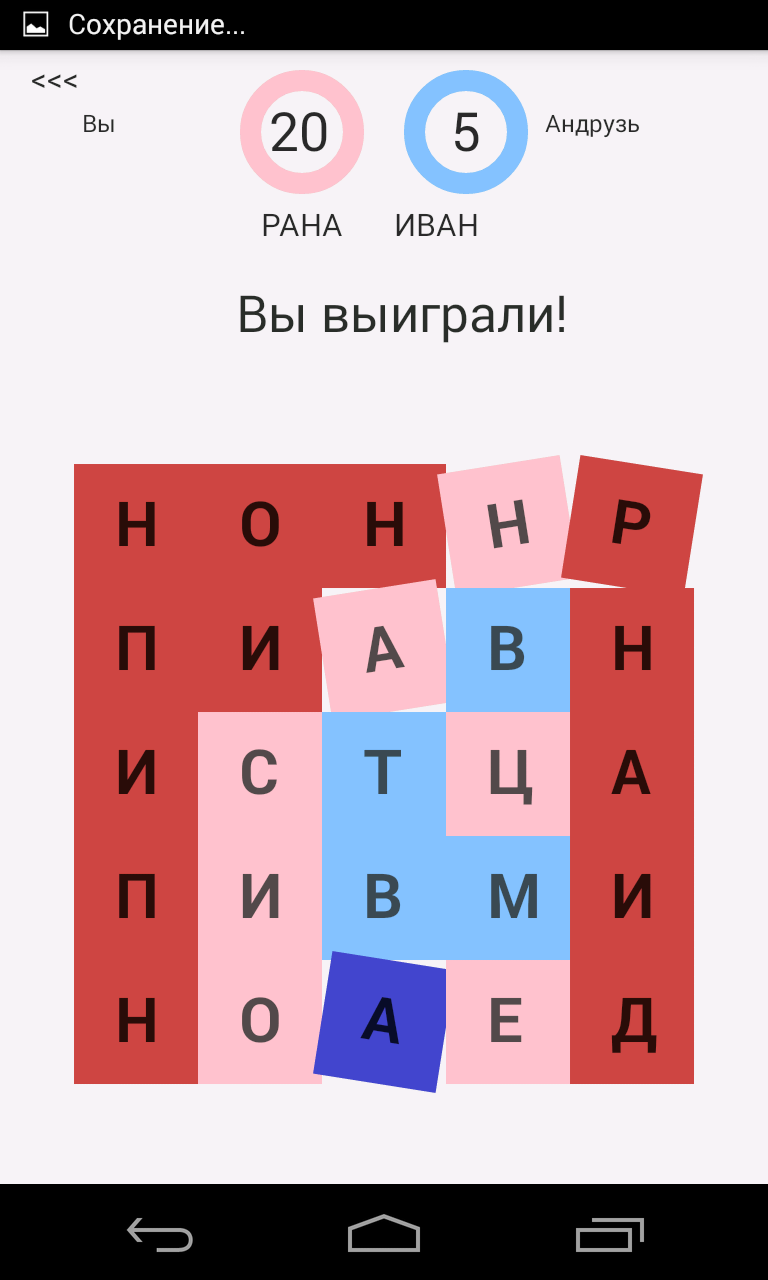 Сохранение...
<<<
Вы 20 5 Андрузь
РАНА ИВАН
Вы выиграли!
Н О Н Н Р
П И А В Н
И С Т Ц А
П И В М И
Н О А Е Д